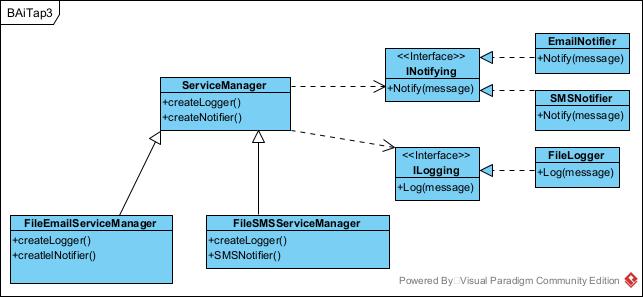 BAiTap3
ServiceManager
+createLogger()
+createNotifier()
<<Interface>>
INotifying
+Notify(message)
EmailNotifier
+Notify(message)
SMSNotifier
+Notify(message)
<<Interface>>
ILogging
+Log(message)
FileLogger
+Log(message)
FileEmailServiceManager
+createLogger()
+creatleINotifier()
FileSMSServiceManager
+createLogger()
+SMSNotifier()
Powered By Visual Paradigm Community Edition